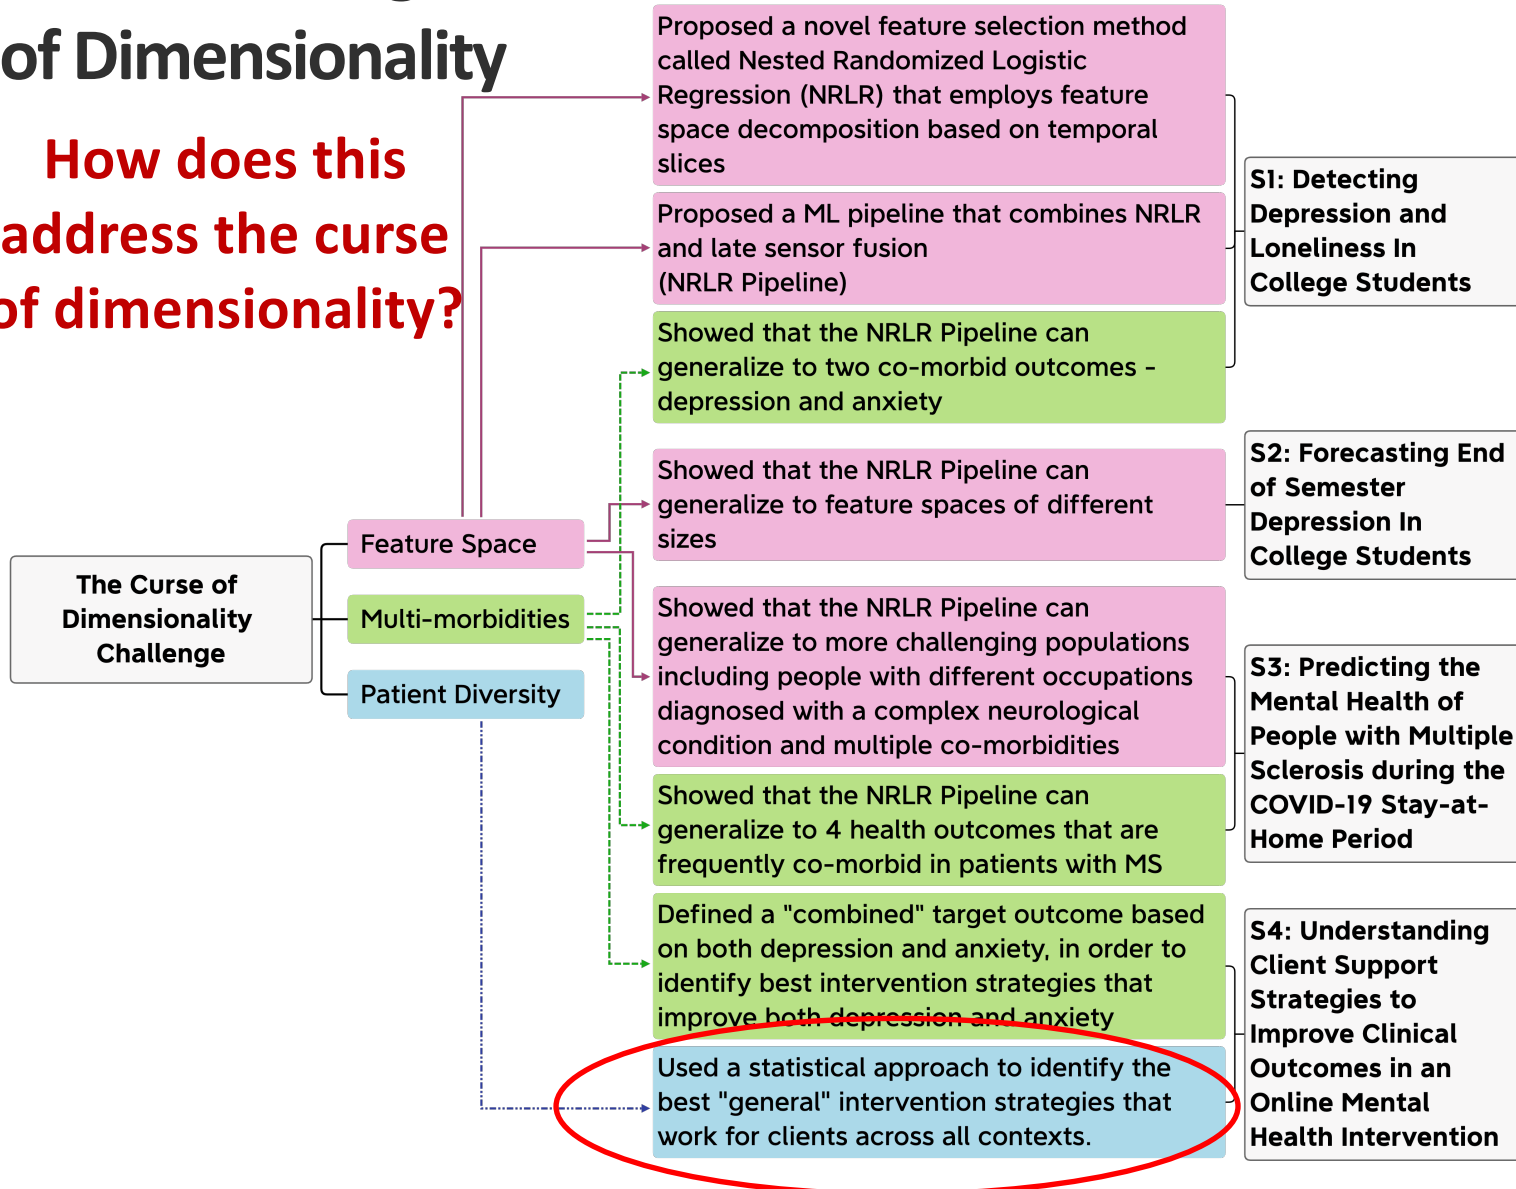 of Dimensionality
How does this
address the curse
of dimensionality?
The Curse of
Dimensionality
Challenge
Feature Space
Multi-morbidities
Patient Diversity
Proposed a novel feature selection method
called Nested Randomized Logistic
Regression (NRLR) that employs feature
space decomposition based on temporal
slices
Proposed a ML pipeline that combines NRLR
and late sensor fusion
(NRLR Pipeline)
Showed that the NRLR Pipeline can
generalize to two co-morbid outcomes -
depression and anxiety
Showed that the NRLR Pipeline can
generalize to feature spaces of different
sizes
Showed that the NRLR Pipeline can
generalize to more challenging populations
including people with different occupations
diagnosed with a complex neurological
condition and multiple co-morbidities
Showed that the NRLR Pipeline can
generalize to 4 health outcomes that are
frequently co-morbid in patients with MS
Defined a "combined" target outcome based
on both depression and anxiety, in order to
identify best intervention strategies that
improve both depression and anxiety
Used a statistical approach to identify the
best "general" intervention strategies that
work for clients across all contexts.
S1: Detecting
Depression and
Loneliness In
College Students
S2: Forecasting End
of Semester
Depression In
College Students
S3: Predicting the
Mental Health of
People with Multiple
Sclerosis during the
COVID-19 Stay-at-
Home Period
S4: Understanding
Client Support
Strategies to
Improve Clinical
Outcomes in an
Online Mental
Health Intervention